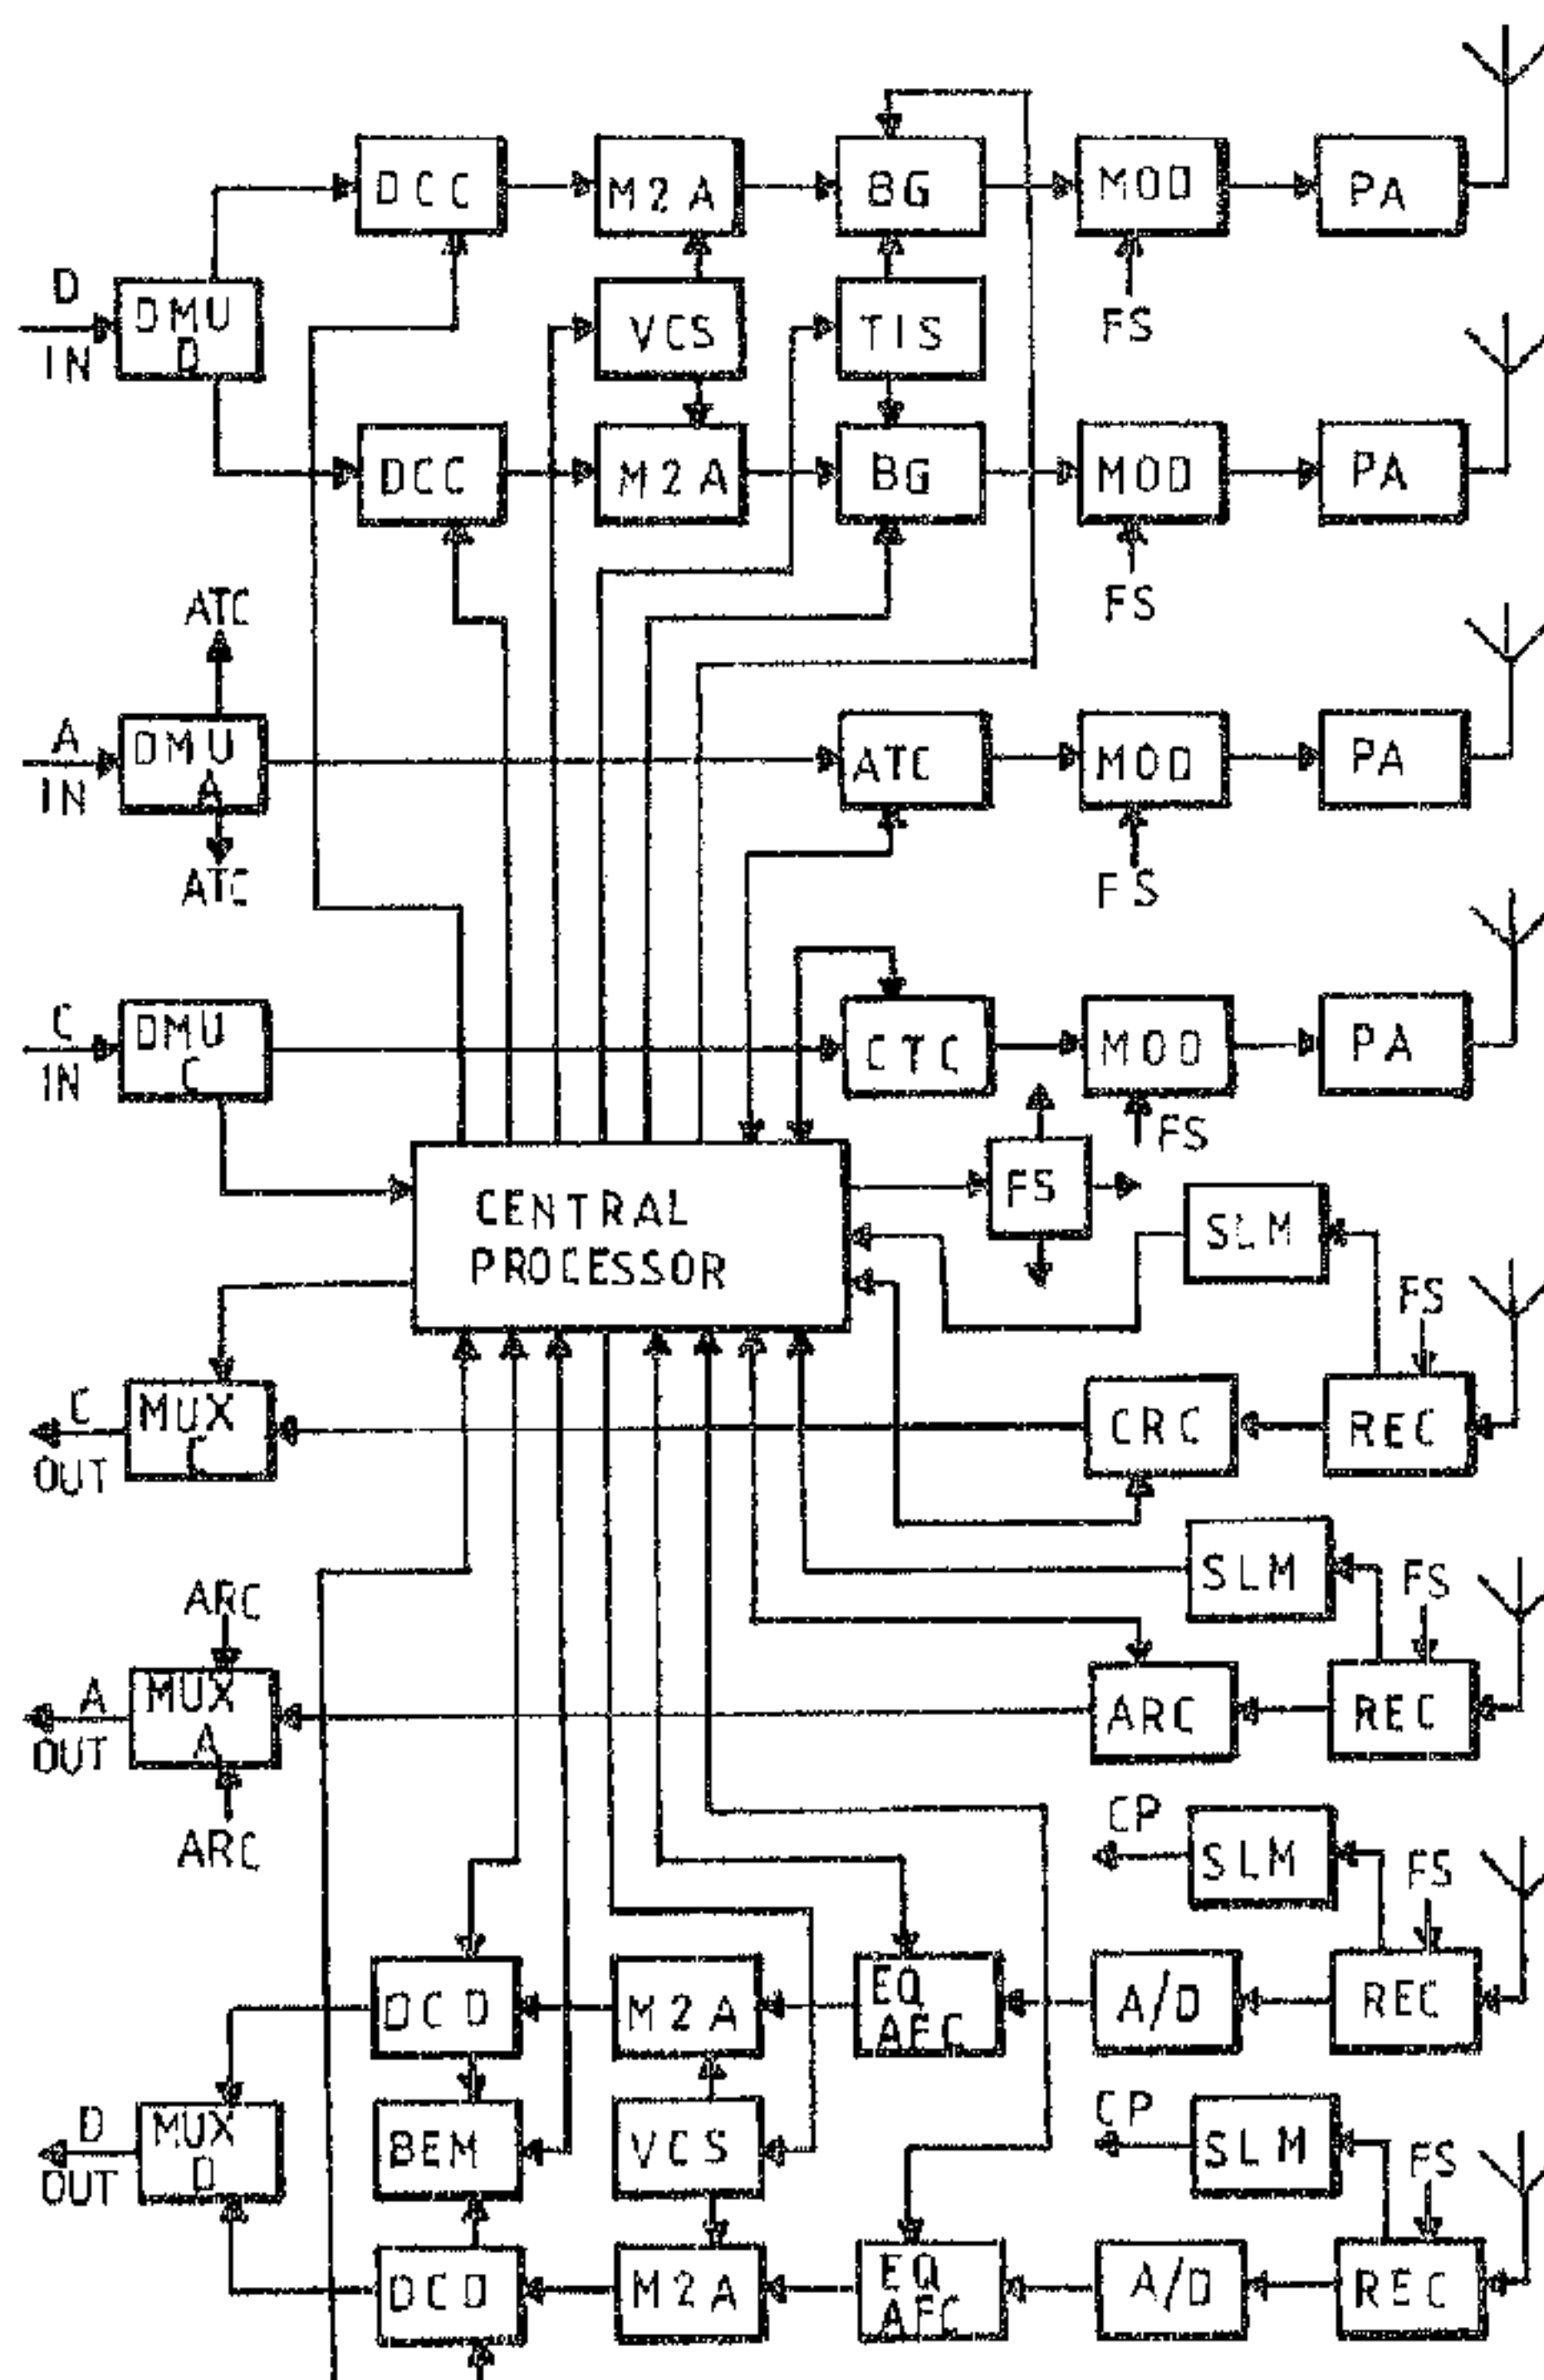 DCC
M2A
BG
MOD
PA
D
IN
DMU
D
VCS
TIS
FS
DCC
M2A
BG
MOD
PA
FS
ATC
A
IN
DMU
A
ATC
MOD
PA
ATC
FS
C
IN
DMU
C
CTC
MOD
PA
FS
CENTRAL
PROCESSOR
FS
SLM
FS
C
OUT
MUX
C
CRC
REC
ARC
SLM
FS
A
OUT
MUX
A
ARC
REC
ARC
CP
SLM
FS
DCD
M2A
EQ
AFC
A/D
REC
D
OUT
MUX
D
BEM
VCS
CP
SLM
FS
DCD
M2A
EQ
AFC
A/D
REC